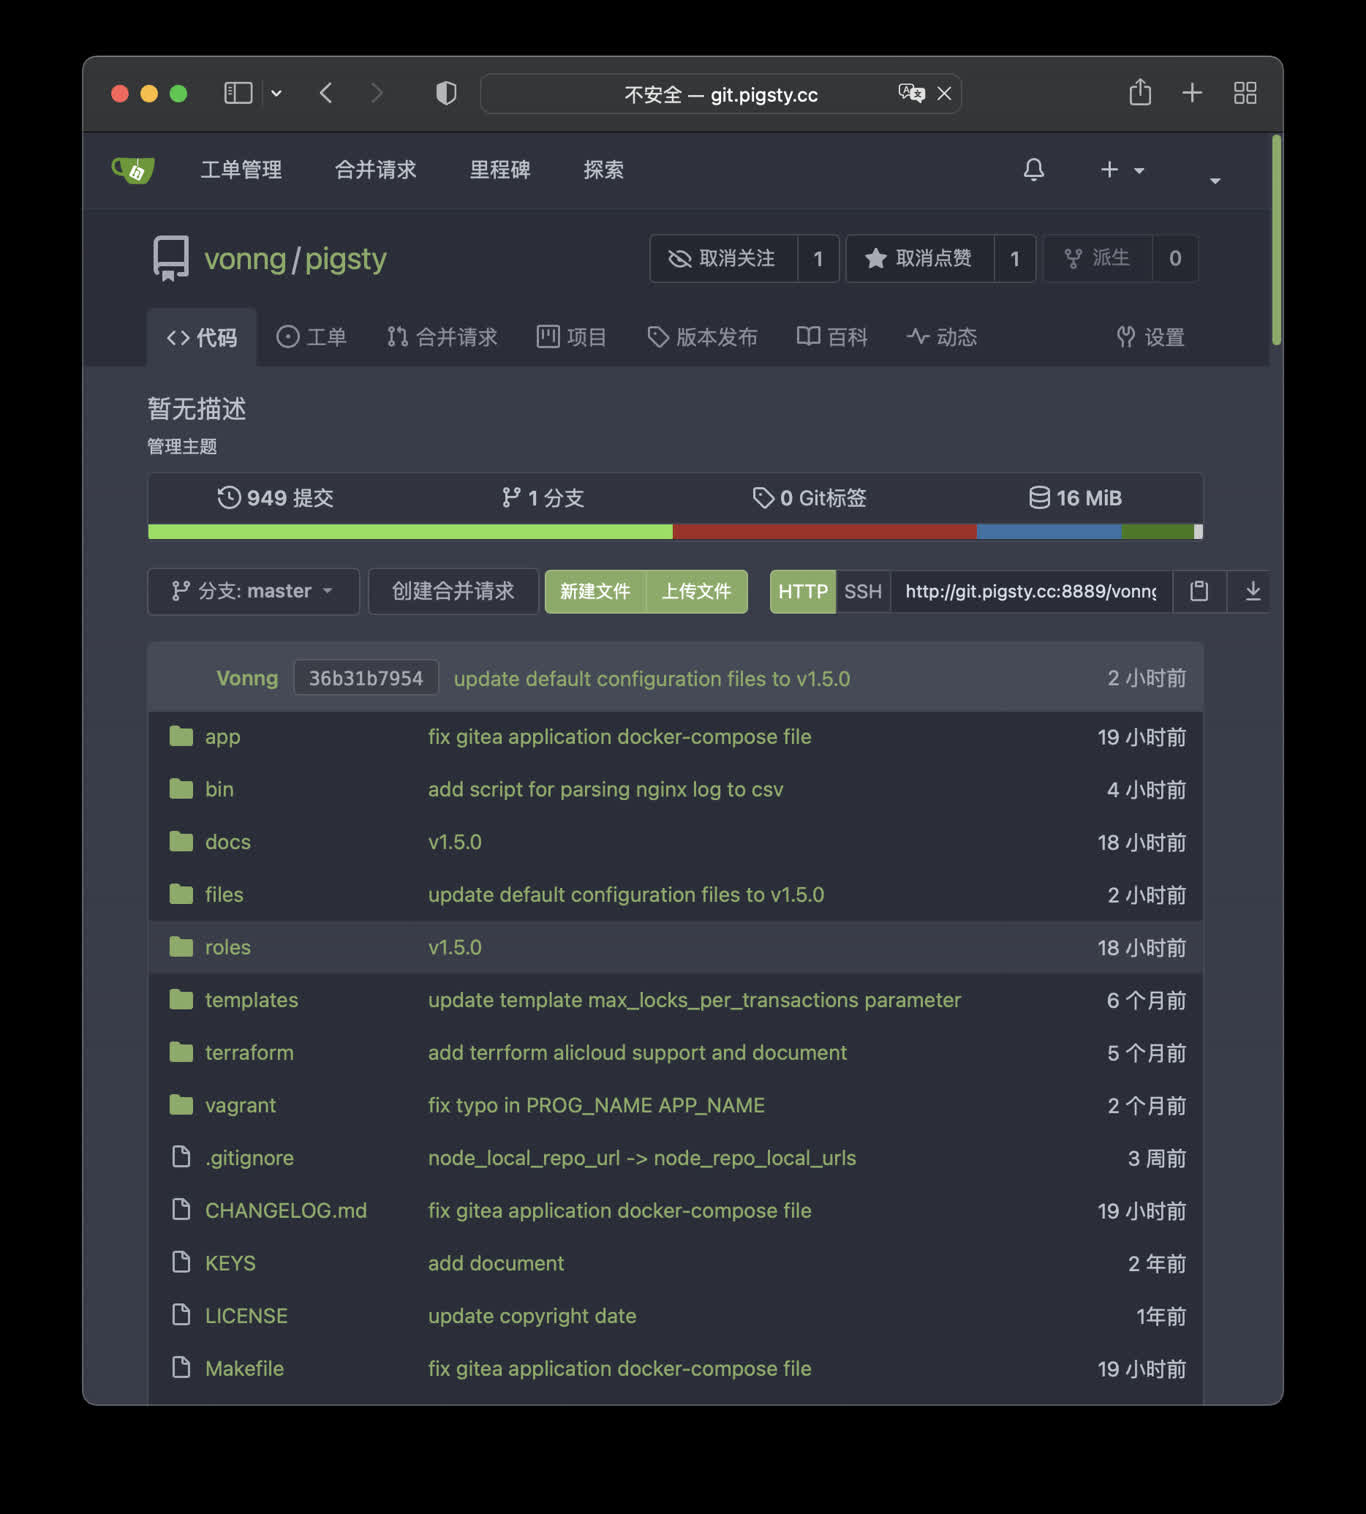 不安全 — git.pigsty.cc
工单管理 合并请求 里程碑 探索
vonng/pigsty 取消关注 1 取消点赞 1 派生 0
代码 工单 合并请求 项目 版本发布 百科 动态 设置
暂无描述
管理主题
949 提交 1 分支 0 Git标签 16 MiB
分支: master 创建合并请求 新建文件 上传文件 HTTP SSH http://git.pigsty.cc:8889/vonng
Vonng 36b31b7954 update default configuration files to v1.5.0 2 小时前
app fix gitea application docker-compose file 19 小时前
bin add script for parsing nginx log to csv 4 小时前
docs v1.5.0 18 小时前
files update default configuration files to v1.5.0 2 小时前
roles v1.5.0 18 小时前
templates update template max_locks_per_transactions parameter 6 个月前
terraform add terrform alicloud support and document 5 个月前
vagrant fix typo in PROG_NAME APP_NAME 2 个月前
.gitignore node_local_repo_url -> node_repo_local_urls 3 周前
CHANGELOG.md fix gitea application docker-compose file 19 小时前
KEYS add document 2 年前
LICENSE update copyright date 1年前
Makefile fix gitea application docker-compose file 19 小时前